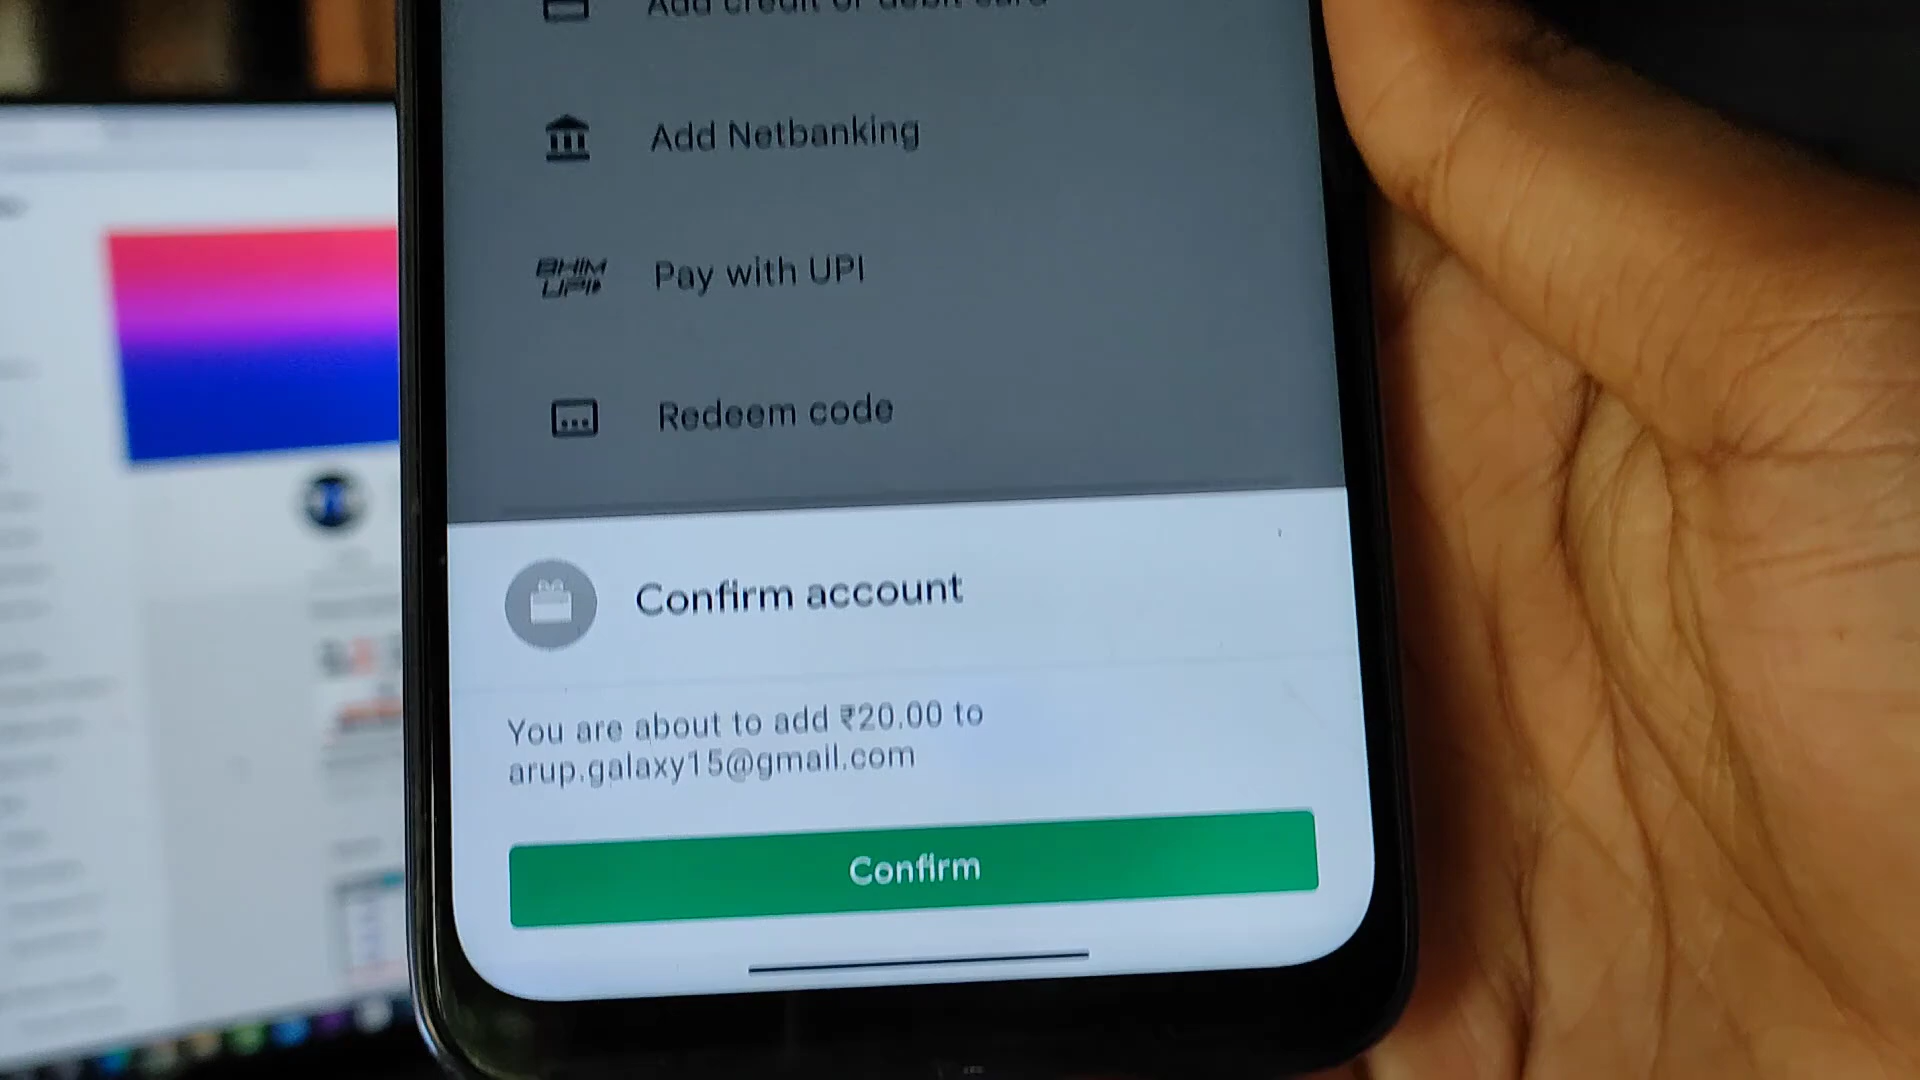 Add credit or debit card
Add Netbanking
BHIM
UPI
Pay with UPI
Redeem code
Confirm account
You are about to add ₹20.00 to
arup.galaxy15@gmail.com
Confirm